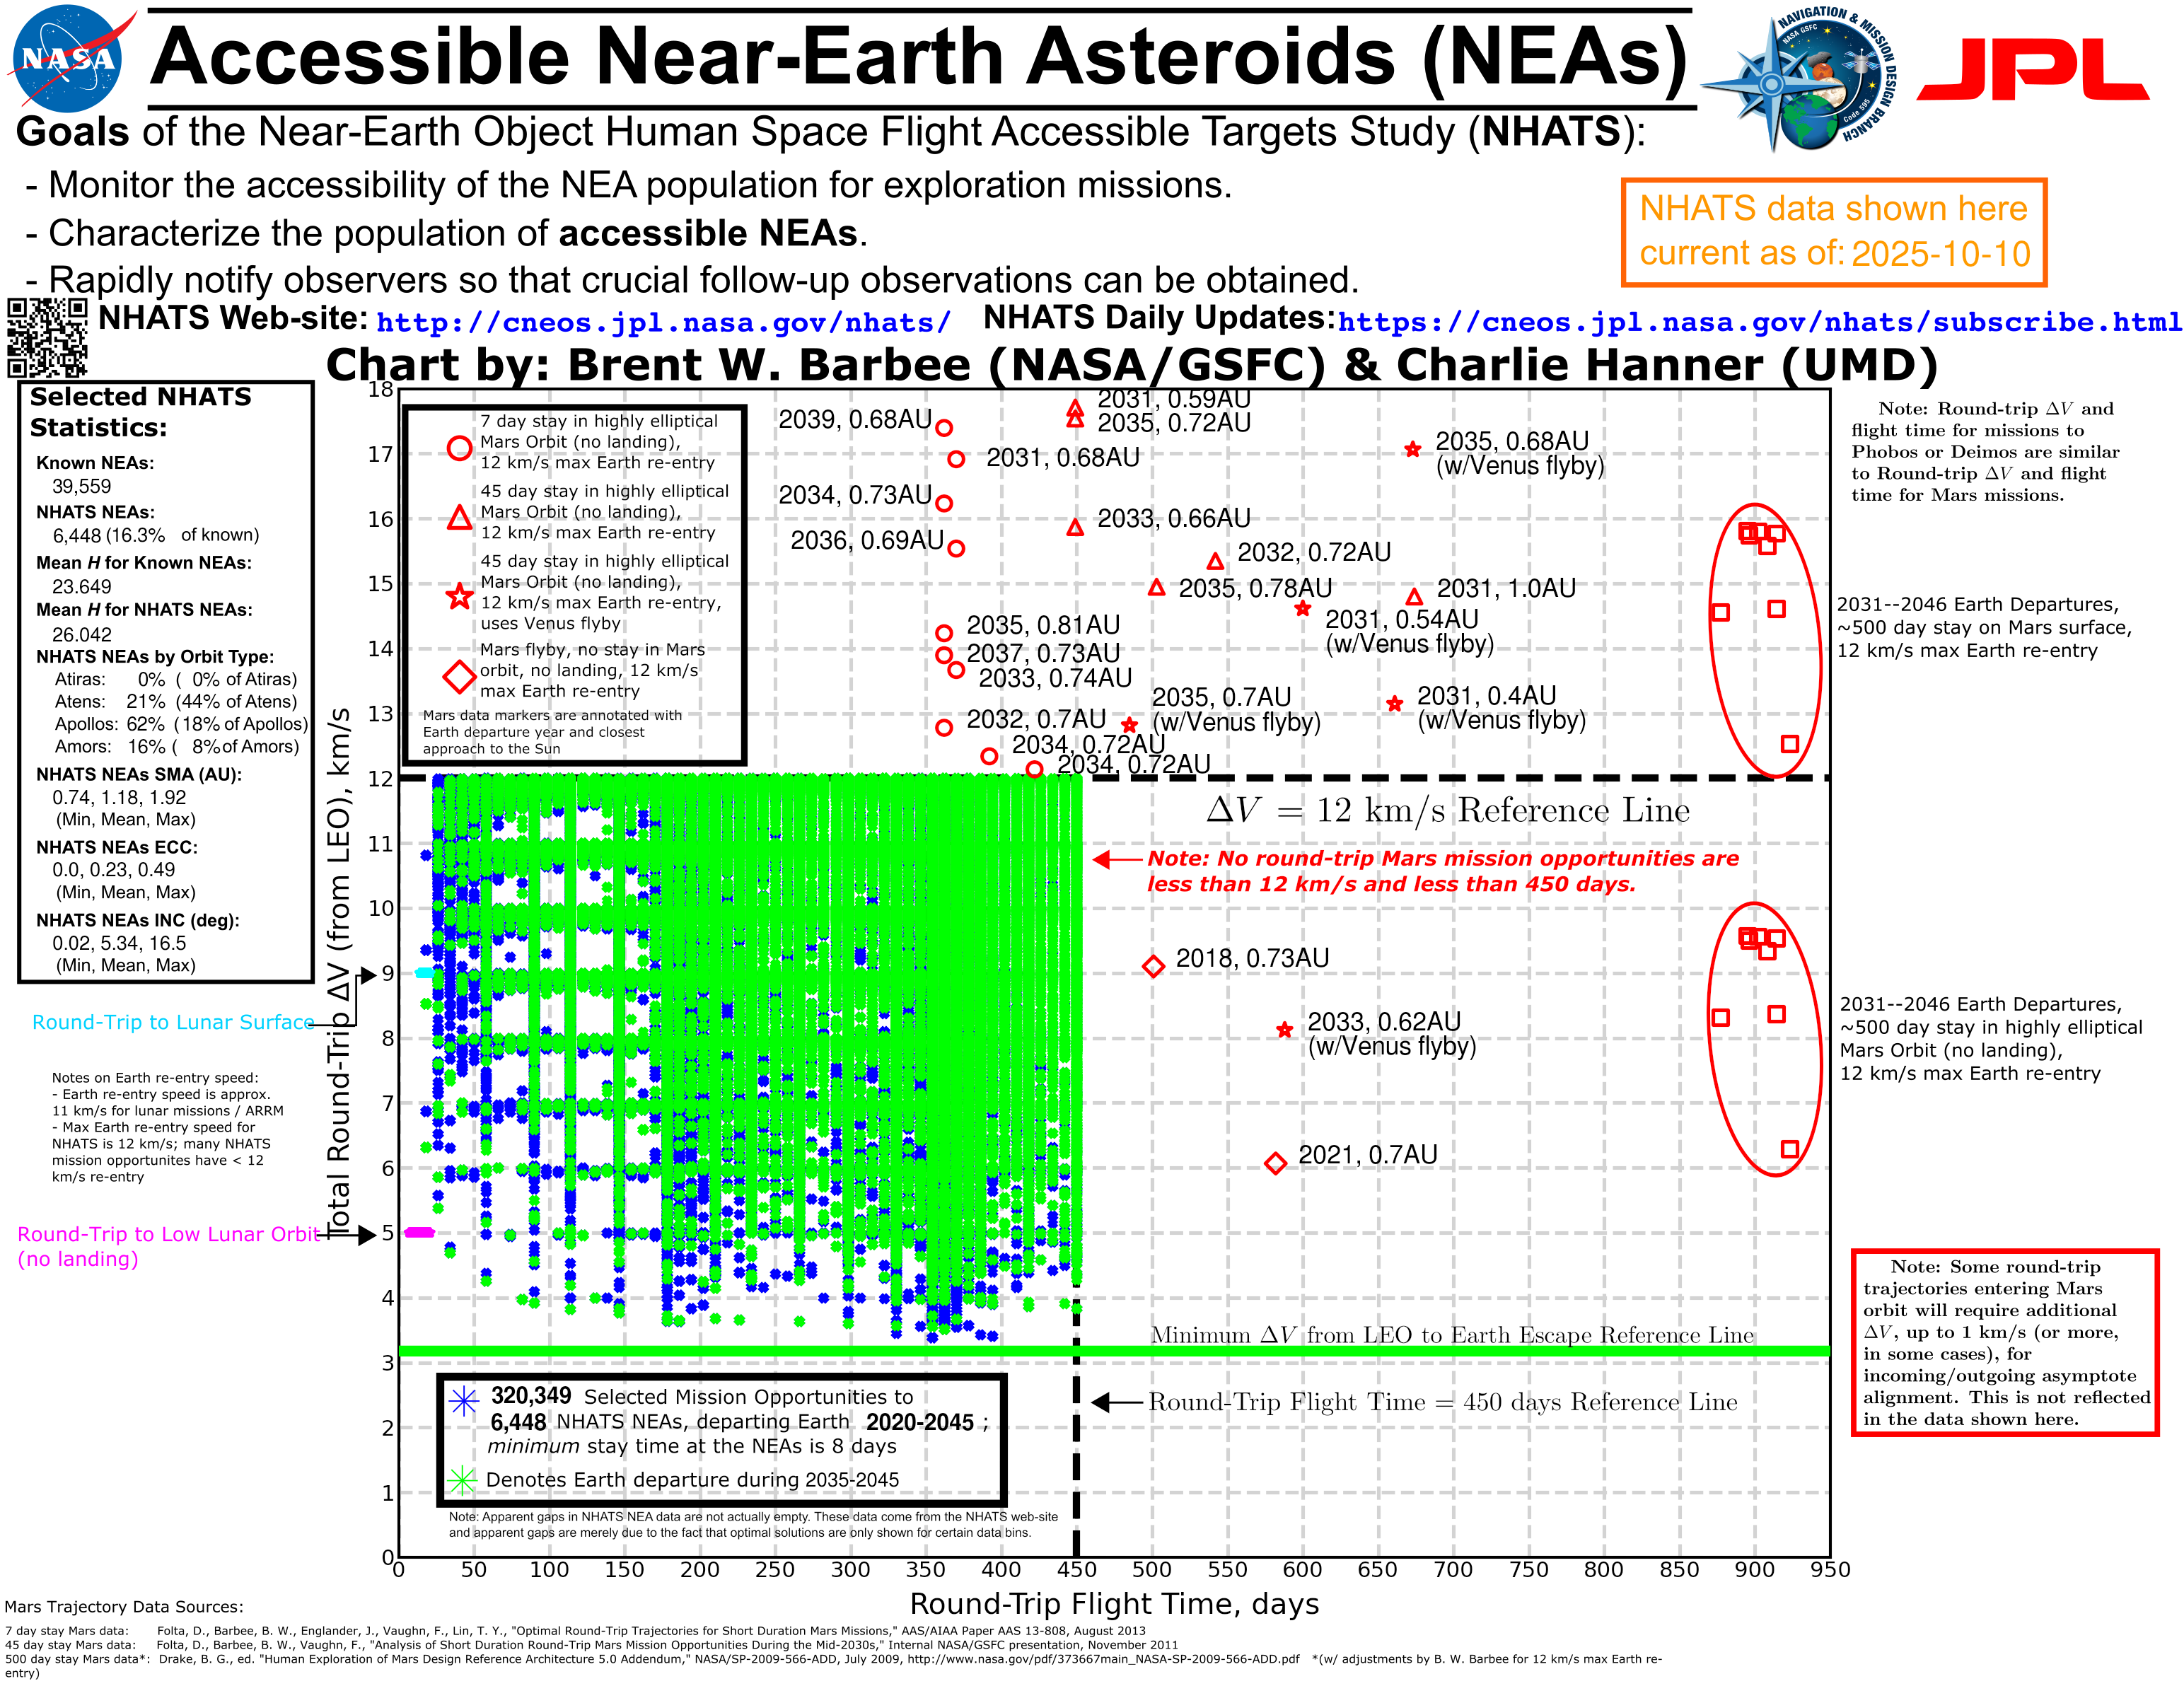 NASA
Accessible Near-Earth Asteroids (NEAs)
NAVIGATION & MISSION DESIGN BRANCH
NASA GSFC
Code 595
JPL
Goals of the Near-Earth Object Human Space Flight Accessible Targets Study (NHATS):
- Monitor the accessibility of the NEA population for exploration missions.
- Characterize the population of accessible NEAs.
- Rapidly notify observers so that crucial follow-up observations can be obtained.
NHATS data shown here
current as of: 2025-10-10
NHATS Web-site: http://cneos.jpl.nasa.gov/nhats/ NHATS Daily Updates: https://cneos.jpl.nasa.gov/nhats/subscribe.html
Chart by: Brent W. Barbee (NASA/GSFC) & Charlie Hanner (UMD)
Selected NHATS
Statistics:
Known NEAs:
39,559
NHATS NEAs:
6,448 (16.3% of known)
Mean H for Known NEAs:
23.649
Mean H for NHATS NEAs:
26.042
NHATS NEAs by Orbit Type:
Atiras: 0% ( 0% of Atiras)
Atens: 21% (44% of Atens)
Apollos: 62% (18% of Apollos)
Amors: 16% ( 8% of Amors)
NHATS NEAs SMA (AU):
0.74, 1.18, 1.92
(Min, Mean, Max)
NHATS NEAs ECC:
0.0, 0.23, 0.49
(Min, Mean, Max)
NHATS NEAs INC (deg):
0.02, 5.34, 16.5
(Min, Mean, Max)
Round-Trip to Lunar Surface
Notes on Earth re-entry speed:
- Earth re-entry speed is approx.
11 km/s for lunar missions / ARRM
- Max Earth re-entry speed for
NHATS is 12 km/s; many NHATS
mission opportunites have < 12
km/s re-entry
Round-Trip to Low Lunar Orbit
(no landing)
Total Round-Trip ΔV (from LEO), km/s
18
17
16
15
14
13
12
11
10
9
8
7
6
5
4
3
2
1
0
7 day stay in highly elliptical
Mars Orbit (no landing),
12 km/s max Earth re-entry
45 day stay in highly elliptical
Mars Orbit (no landing),
12 km/s max Earth re-entry
45 day stay in highly elliptical
Mars Orbit (no landing),
12 km/s max Earth re-entry,
uses Venus flyby
Mars flyby, no stay in Mars
orbit, no landing, 12 km/s
max Earth re-entry
Mars data markers are annotated with
Earth departure year and closest
approach to the Sun
2039, 0.68AU
2031, 0.59AU
2035, 0.72AU
2031, 0.68AU
2035, 0.68AU
(w/Venus flyby)
2034, 0.73AU
2033, 0.66AU
2036, 0.69AU
2032, 0.72AU
2035, 0.78AU
2031, 1.0AU
2031, 0.54AU
(w/Venus flyby)
2035, 0.81AU
2037, 0.73AU
2033, 0.74AU
2035, 0.7AU
(w/Venus flyby)
2031, 0.4AU
(w/Venus flyby)
2032, 0.7AU
2034, 0.72AU
2034, 0.72AU
ΔV = 12 km/s Reference Line
Note: No round-trip Mars mission opportunities are
less than 12 km/s and less than 450 days.
2018, 0.73AU
2033, 0.62AU
(w/Venus flyby)
2021, 0.7AU
Minimum ΔV from LEO to Earth Escape Reference Line
Round-Trip Flight Time = 450 days Reference Line
320,349 Selected Mission Opportunities to
6,448 NHATS NEAs, departing Earth 2020-2045 ;
minimum stay time at the NEAs is 8 days
Denotes Earth departure during 2035-2045
Note: Apparent gaps in NHATS NEA data are not actually empty. These data come from the NHATS web-site
and apparent gaps are merely due to the fact that optimal solutions are only shown for certain data bins.
0 50 100 150 200 250 300 350 400 450 500 550 600 650 700 750 800 850 900 950
Round-Trip Flight Time, days
Note: Round-trip ΔV and
flight time for missions to
Phobos or Deimos are similar
to Round-trip ΔV and flight
time for Mars missions.
2031--2046 Earth Departures,
~500 day stay on Mars surface,
12 km/s max Earth re-entry
2031--2046 Earth Departures,
~500 day stay in highly elliptical
Mars Orbit (no landing),
12 km/s max Earth re-entry
Note: Some round-trip
trajectories entering Mars
orbit will require additional
ΔV, up to 1 km/s (or more,
in some cases), for
incoming/outgoing asymptote
alignment. This is not reflected
in the data shown here.
Mars Trajectory Data Sources:
7 day stay Mars data: Folta, D., Barbee, B. W., Englander, J., Vaughn, F., Lin, T. Y., "Optimal Round-Trip Trajectories for Short Duration Mars Missions," AAS/AIAA Paper AAS 13-808, August 2013
45 day stay Mars data: Folta, D., Barbee, B. W., Vaughn, F., "Analysis of Short Duration Round-Trip Mars Mission Opportunities During the Mid-2030s," Internal NASA/GSFC presentation, November 2011
500 day stay Mars data*: Drake, B. G., ed. "Human Exploration of Mars Design Reference Architecture 5.0 Addendum," NASA/SP-2009-566-ADD, July 2009, http://www.nasa.gov/pdf/373667main_NASA-SP-2009-566-ADD.pdf *(w/ adjustments by B. W. Barbee for 12 km/s max Earth re-
entry)